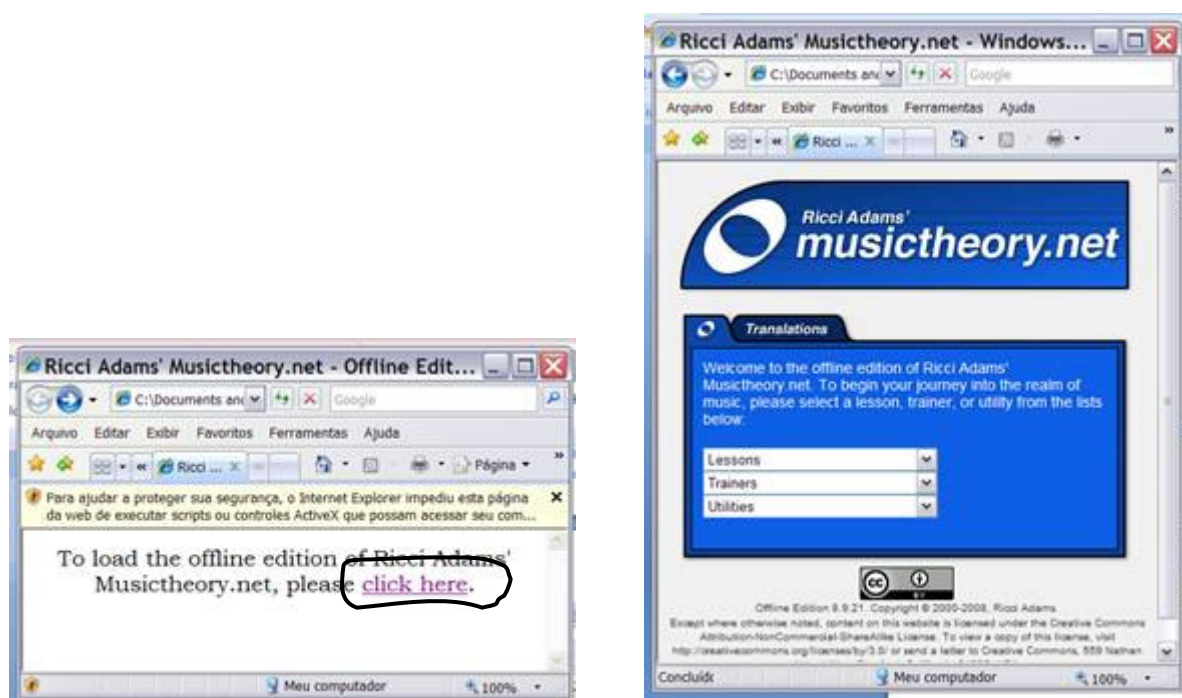 Ricci Adams' Musictheory.net - Offline Edit...
C:\Documents and
Google
Arquivo Editar Exibir Favoritos Ferramentas Ajuda
Ricci ...
Página
Para ajudar a proteger sua segurança, o Internet Explorer impediu esta página
da web de executar scripts ou controles ActiveX que possam acessar seu com...
To load the offline edition of Ricci Adams'
Musictheory.net, please click here.
Meu computador
100%
Ricci Adams' Musictheory.net - Windows...
C:\Documents and
Google
Arquivo Editar Exibir Favoritos Ferramentas Ajuda
Ricci ...
Ricci Adams'
musictheory.net
Translations
Welcome to the offline edition of Ricci Adams'
Musictheory.net. To begin your journey into the realm of
music, please select a lesson, trainer, or utility from the lists
below.
Lessons
Trainers
Utilities
cc
BY
Offline Edition 8.9.21. Copyright © 2000-2008, Ricci Adams.
Except where otherwise noted, content on this website is licensed under the Creative Commons
Attribution-NonCommercial-ShareAlike License. To view a copy of this license, visit
http://creativecommons.org/licenses/by/3.0/ or send a letter to Creative Commons, 559 Nathan
Concluído
Meu computador
100%